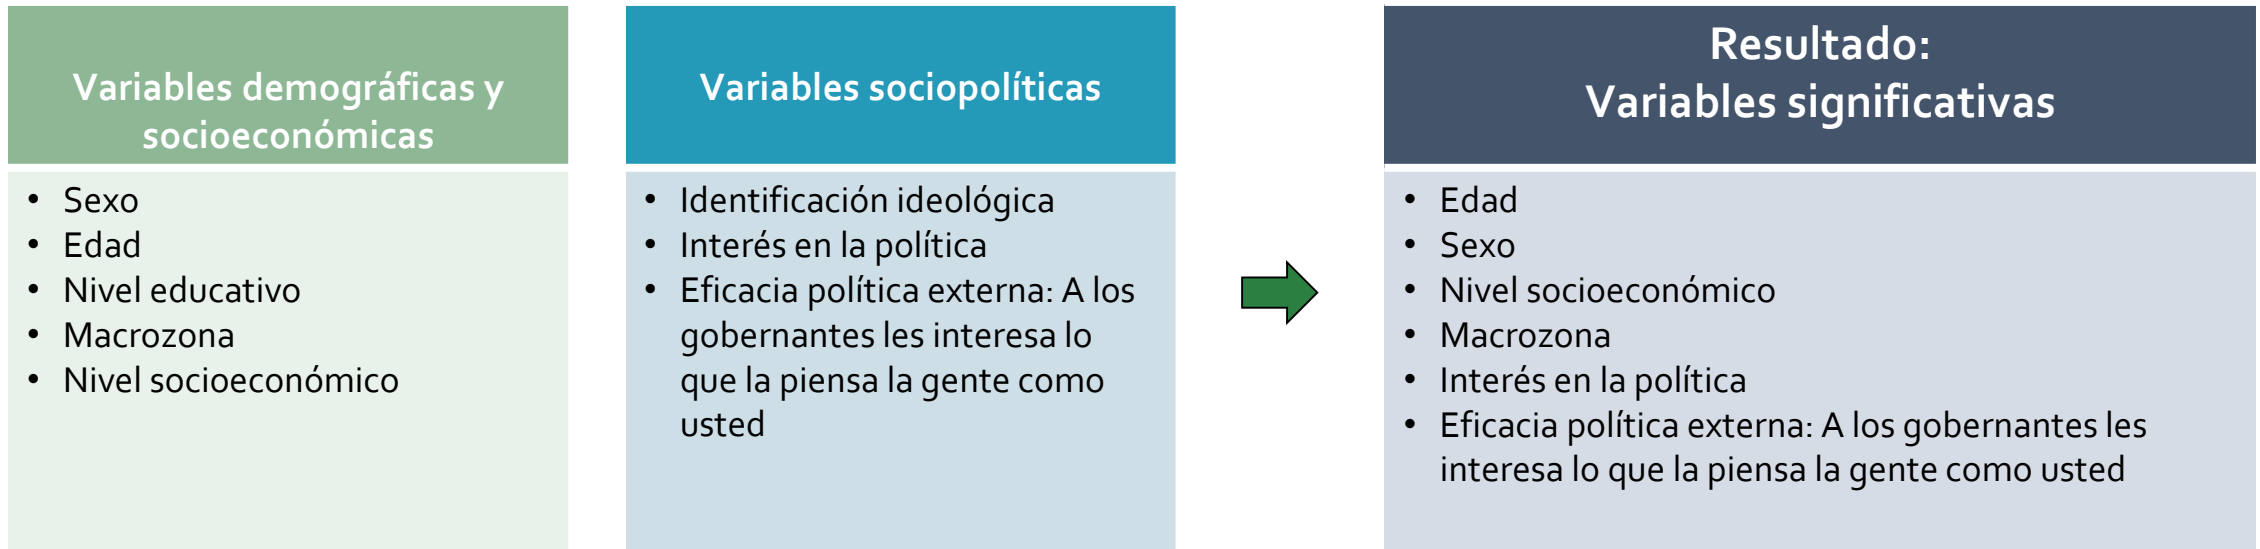 Variables demográficas y
socioeconómicas
• Sexo
• Edad
• Nivel educativo
• Macrozona
• Nivel socioeconómico
Variables sociopolíticas
• Identificación ideológica
• Interés en la política
• Eficacia política externa: A los
gobernantes les interesa lo
que la piensa la gente como
usted
Resultado:
Variables significativas
• Edad
• Sexo
• Nivel socioeconómico
• Macrozona
• Interés en la política
• Eficacia política externa: A los gobernantes les
interesa lo que la piensa la gente como usted